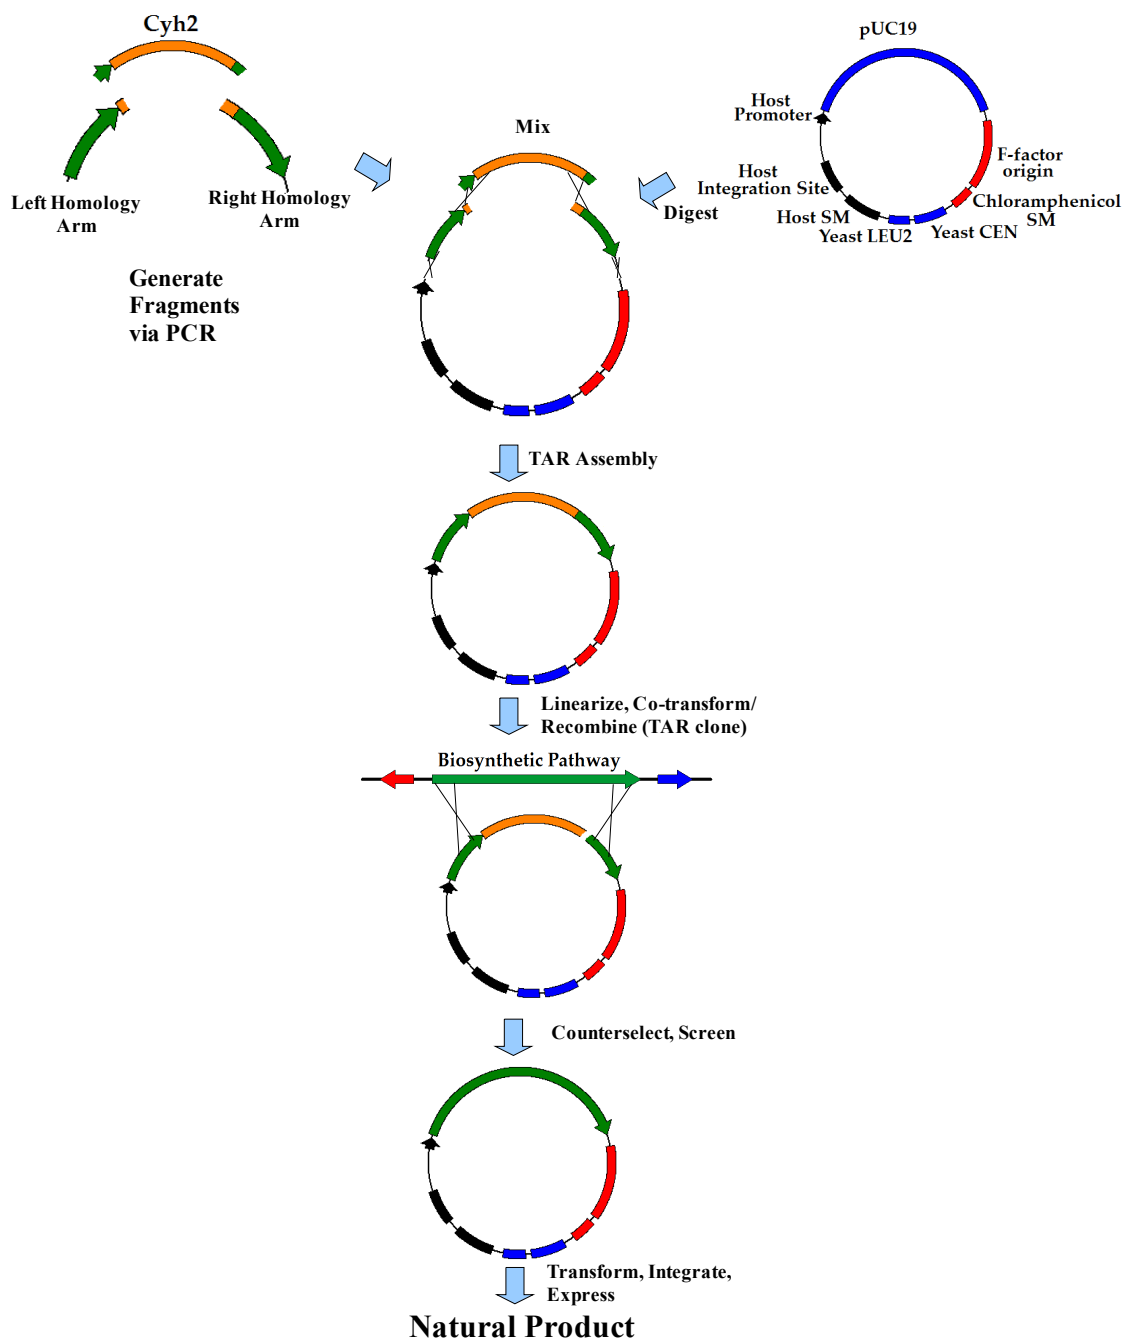 Cyh2
pUC19
Host
Promoter
F-factor
origin
Host
Integration Site
Chloramphenicol
SM
Host SM
Yeast LEU2
Yeast CEN
Left Homology
Arm
Right Homology
Arm
Mix
Digest
Generate
Fragments
via PCR
TAR Assembly
Linearize, Co-transform/
Recombine (TAR clone)
Biosynthetic Pathway
Counterselect, Screen
Transform, Integrate,
Express
Natural Product